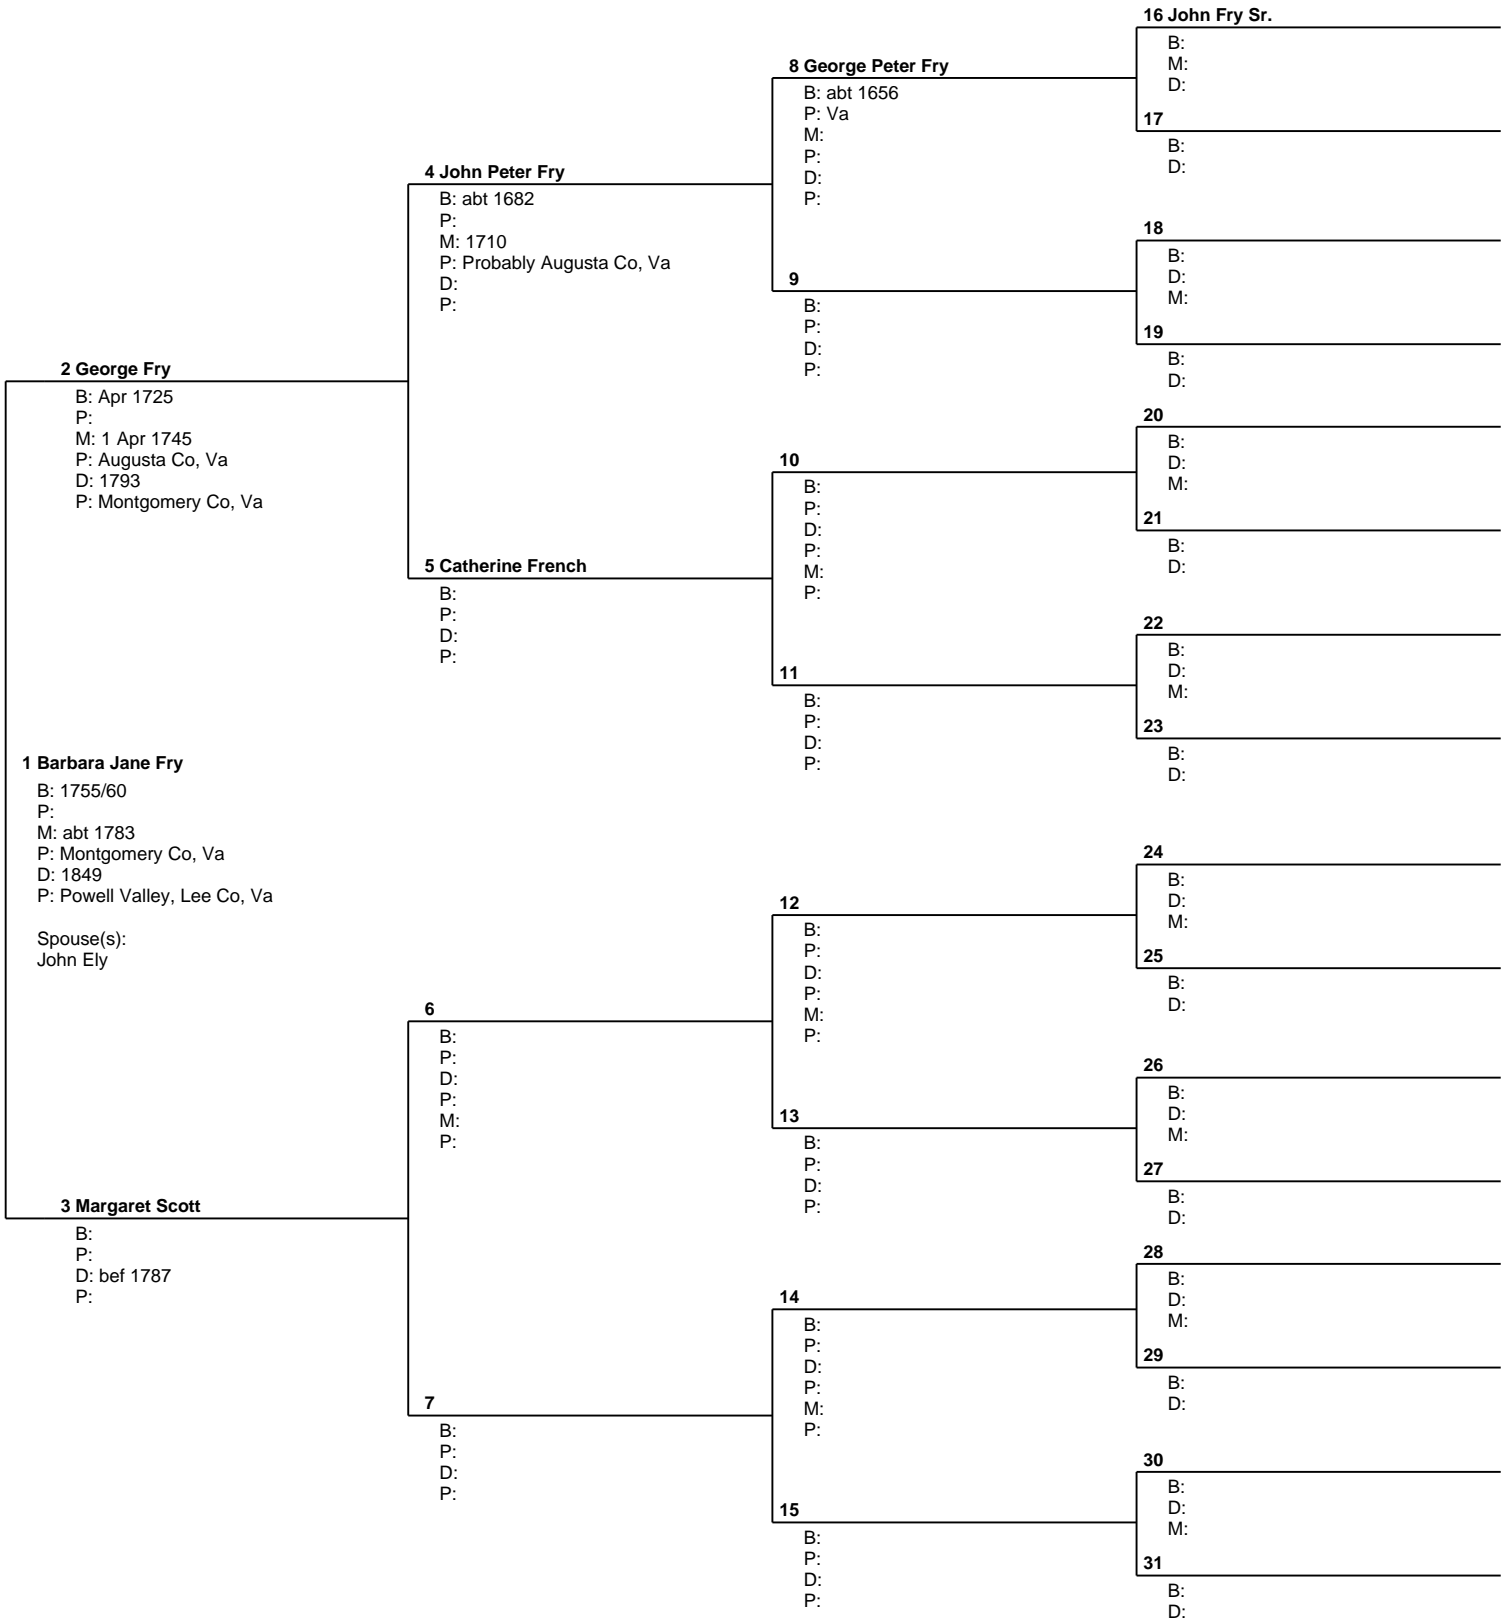 16 John Fry Sr.
B:
M:
D:
8 George Peter Fry
B: abt 1656
P: Va
M:
P:
D:
P:
17
B:
D:
4 John Peter Fry
B: abt 1682
P:
M: 1710
P: Probably Augusta Co, Va
D:
P:
18
B:
D:
M:
9
B:
P:
D:
P:
19
B:
D:
2 George Fry
B: Apr 1725
P:
M: 1 Apr 1745
P: Augusta Co, Va
D: 1793
P: Montgomery Co, Va
20
B:
D:
M:
10
B:
P:
D:
P:
M:
P:
21
B:
D:
5 Catherine French
B:
P:
D:
P:
22
B:
D:
M:
11
B:
P:
D:
P:
23
B:
D:
1 Barbara Jane Fry
B: 1755/60
P:
M: abt 1783
P: Montgomery Co, Va
D: 1849
P: Powell Valley, Lee Co, Va
Spouse(s):
John Ely
24
B:
D:
M:
12
B:
P:
D:
P:
M:
P:
25
B:
D:
6
B:
P:
D:
P:
M:
P:
26
B:
D:
M:
13
B:
P:
D:
P:
27
B:
D:
3 Margaret Scott
B:
P:
D: bef 1787
P:
28
B:
D:
M:
14
B:
P:
D:
P:
M:
P:
29
B:
D:
7
B:
P:
D:
P:
30
B:
D:
M:
15
B:
P:
D:
P:
31
B:
D: